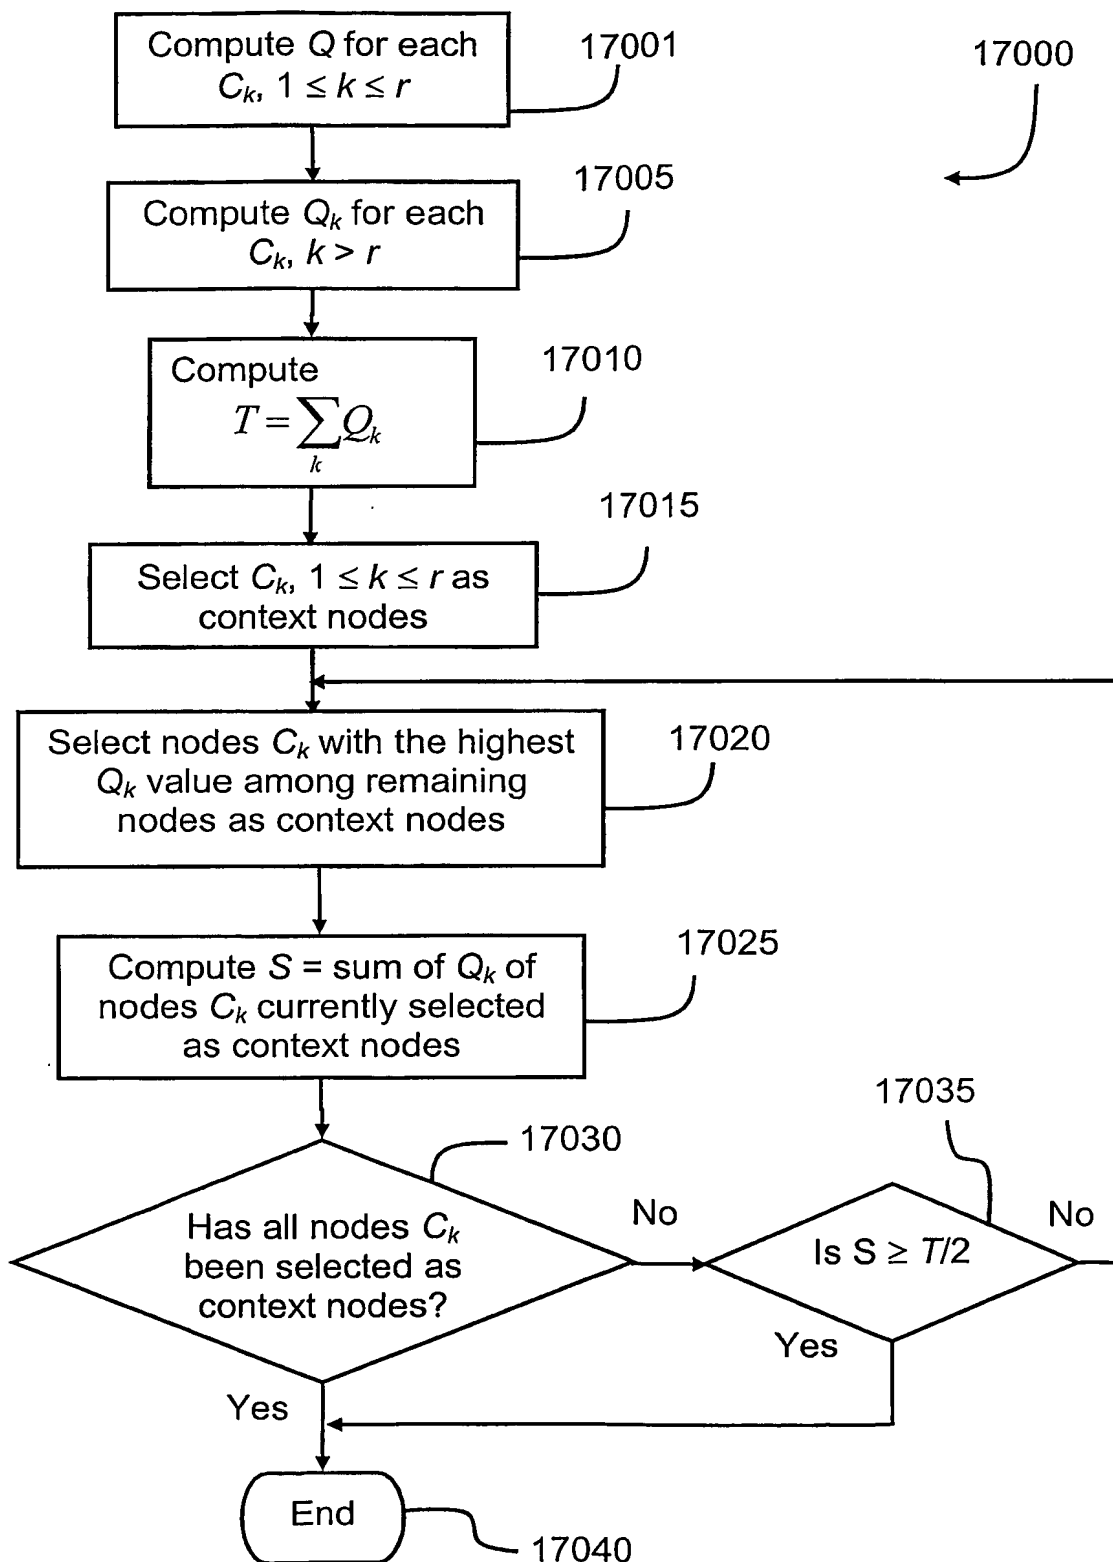 Compute Q for each
C_k, 1 ≤ k ≤ r
17001
17000
Compute Q_k for each
C_k, k > r
17005
Compute
T = ∑_k Q_k
17010
Select C_k, 1 ≤ k ≤ r as
context nodes
17015
Select nodes C_k with the highest
Q_k value among remaining
nodes as context nodes
17020
Compute S = sum of Q_k of
nodes C_k currently selected
as context nodes
17025
17030
Has all nodes C_k
been selected as
context nodes?
No
Yes
17035
Is S ≥ T/2
No
Yes
End
17040